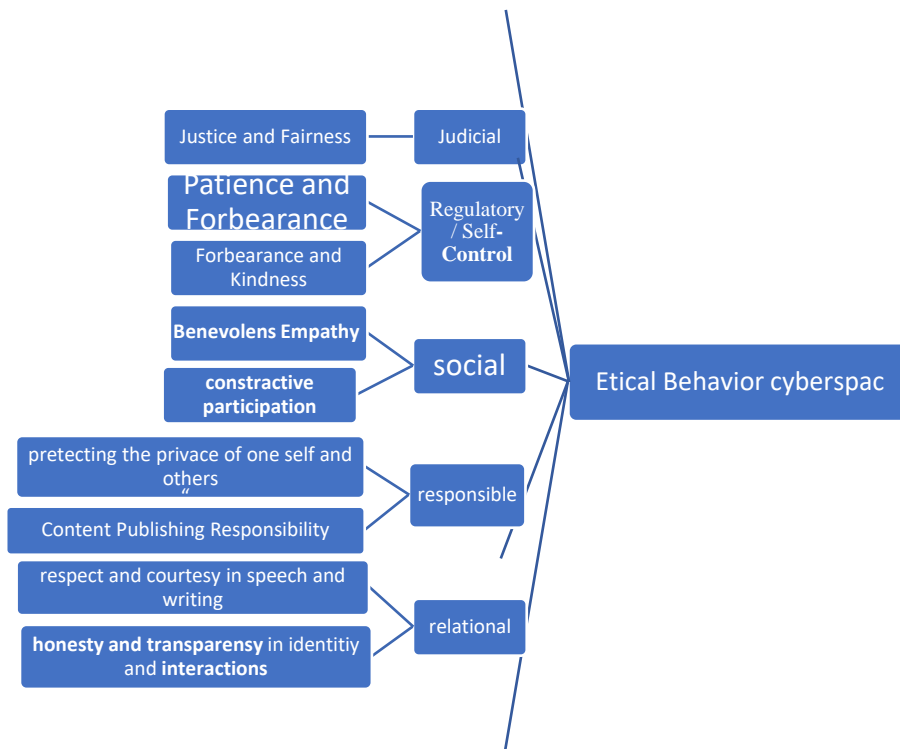 Justice and Fairness
Judicial
Patience and
Forbearance
Regulatory
/ Self-
Control
Forbearance and
Kindness
Benevolens Empathy
social
constractive
participation
Etical Behavior cyberspac
pretecting the privace of one self and
others
“
responsible
Content Publishing Responsibility
respect and courtesy in speech and
writing
relational
honesty and transparensy in identitiy
and interactions